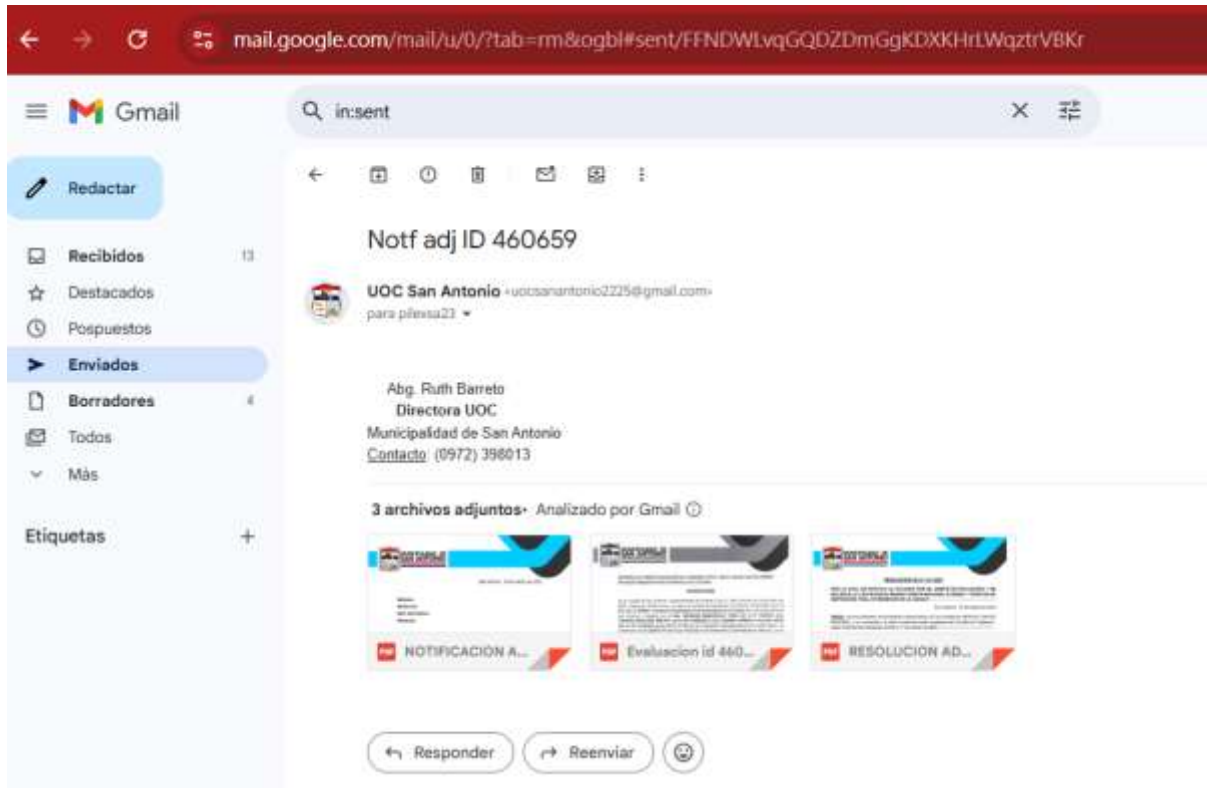 mail.google.com/mail/u/0/?tab=rm&ogbl#sent/FFNDWLvqGQDZDmGgKDXKHrLWqztrVBKr
Gmail
in:sent
Redactar
Recibidos 13
Destacados
Pospuestos
Enviados
Borradores 4
Todos
Más
Etiquetas
Notf adj ID 460659
UOC San Antonio <uocsanantonio2225@gmail.com>
para pilexsa23
Abg. Ruth Barreto
Directora UOC
Municipalidad de San Antonio
Contacto: (0972) 398013
3 archivos adjuntos• Analizado por Gmail
PDF NOTIFICACION A...
PDF Evaluacion id 460...
PDF RESOLUCION AD...
Responder
Reenviar